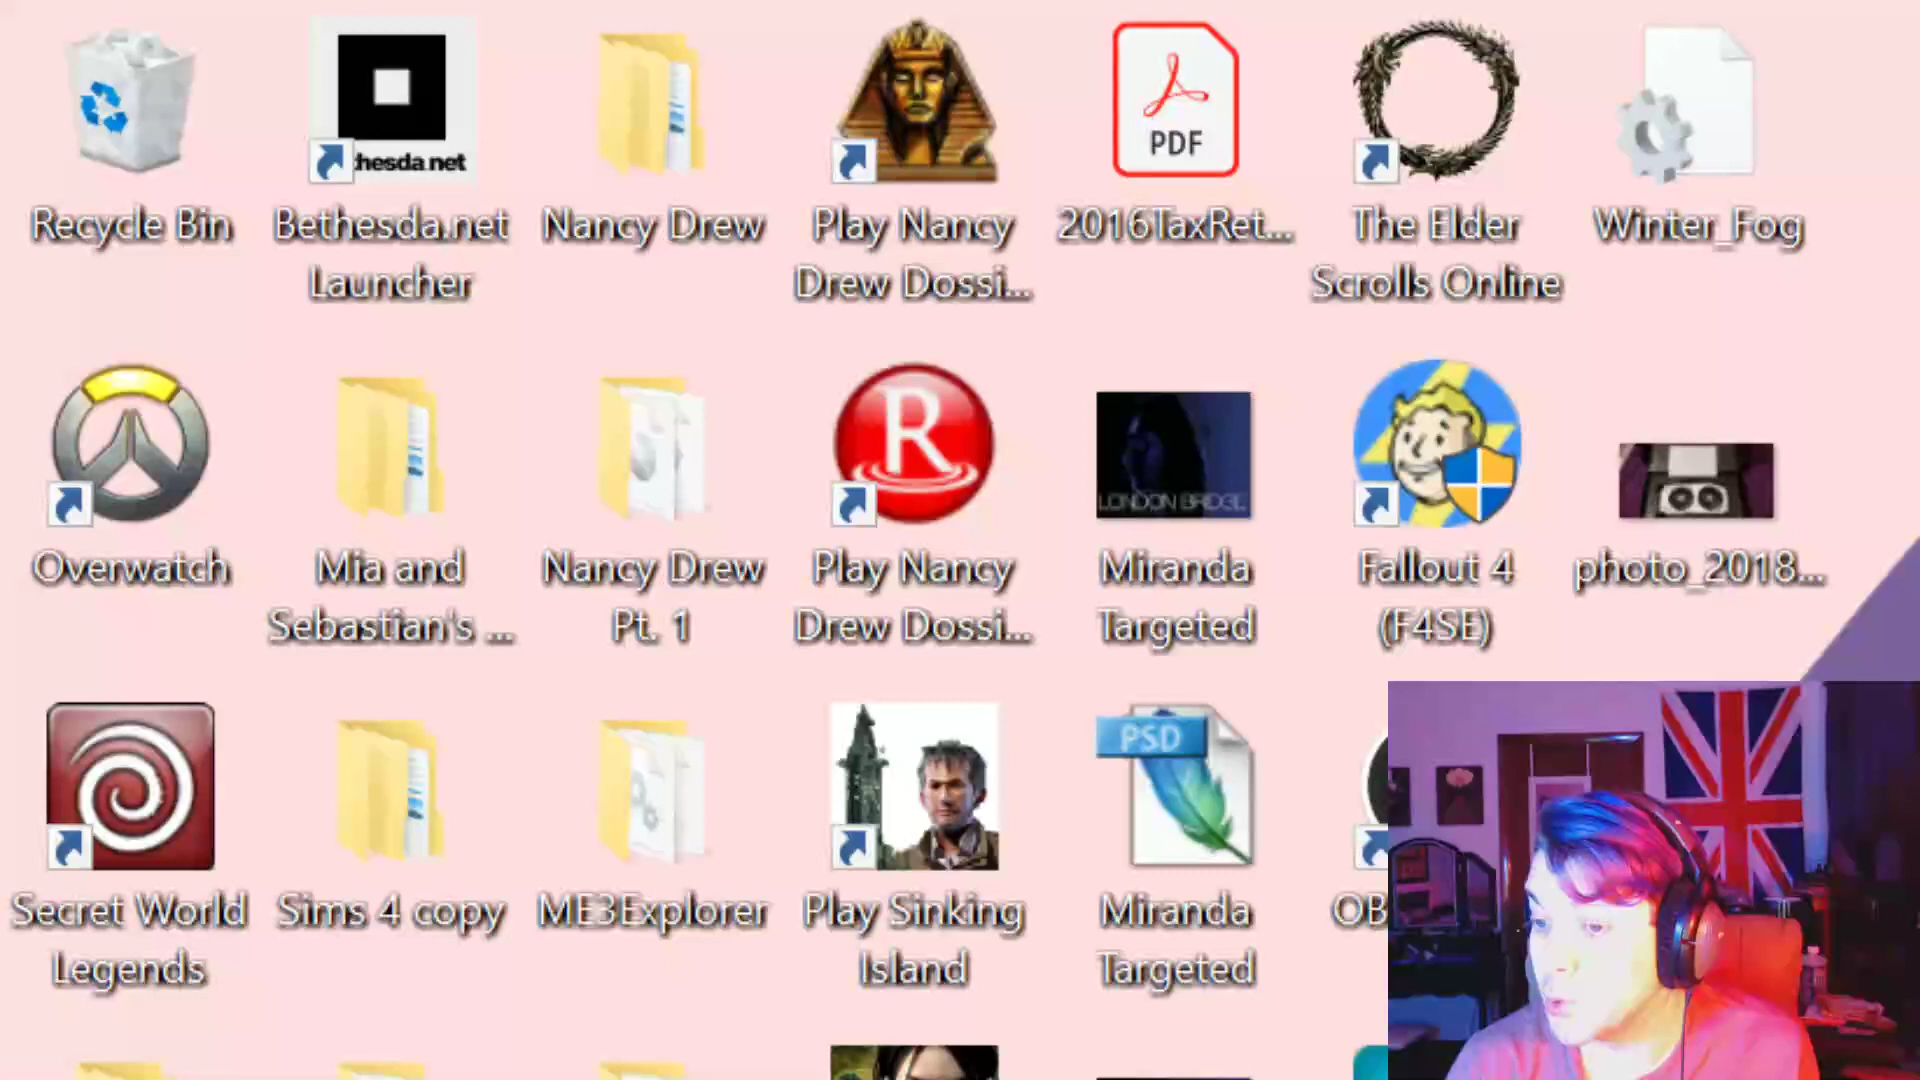 hesda.net
PDF
Recycle Bin
Bethesda.net
Launcher
Nancy Drew
Play Nancy
Drew Dossi...
2016TaxRet...
The Elder
Scrolls Online
Winter_Fog
R
LONDON BRIDGE
Overwatch
Mia and
Sebastian's ...
Nancy Drew
Pt. 1
Play Nancy
Drew Dossi...
Miranda
Targeted
Fallout 4
(F4SE)
photo_2018...
PSD
Secret World
Legends
Sims 4 copy
ME3Explorer
Play Sinking
Island
Miranda
Targeted
OB